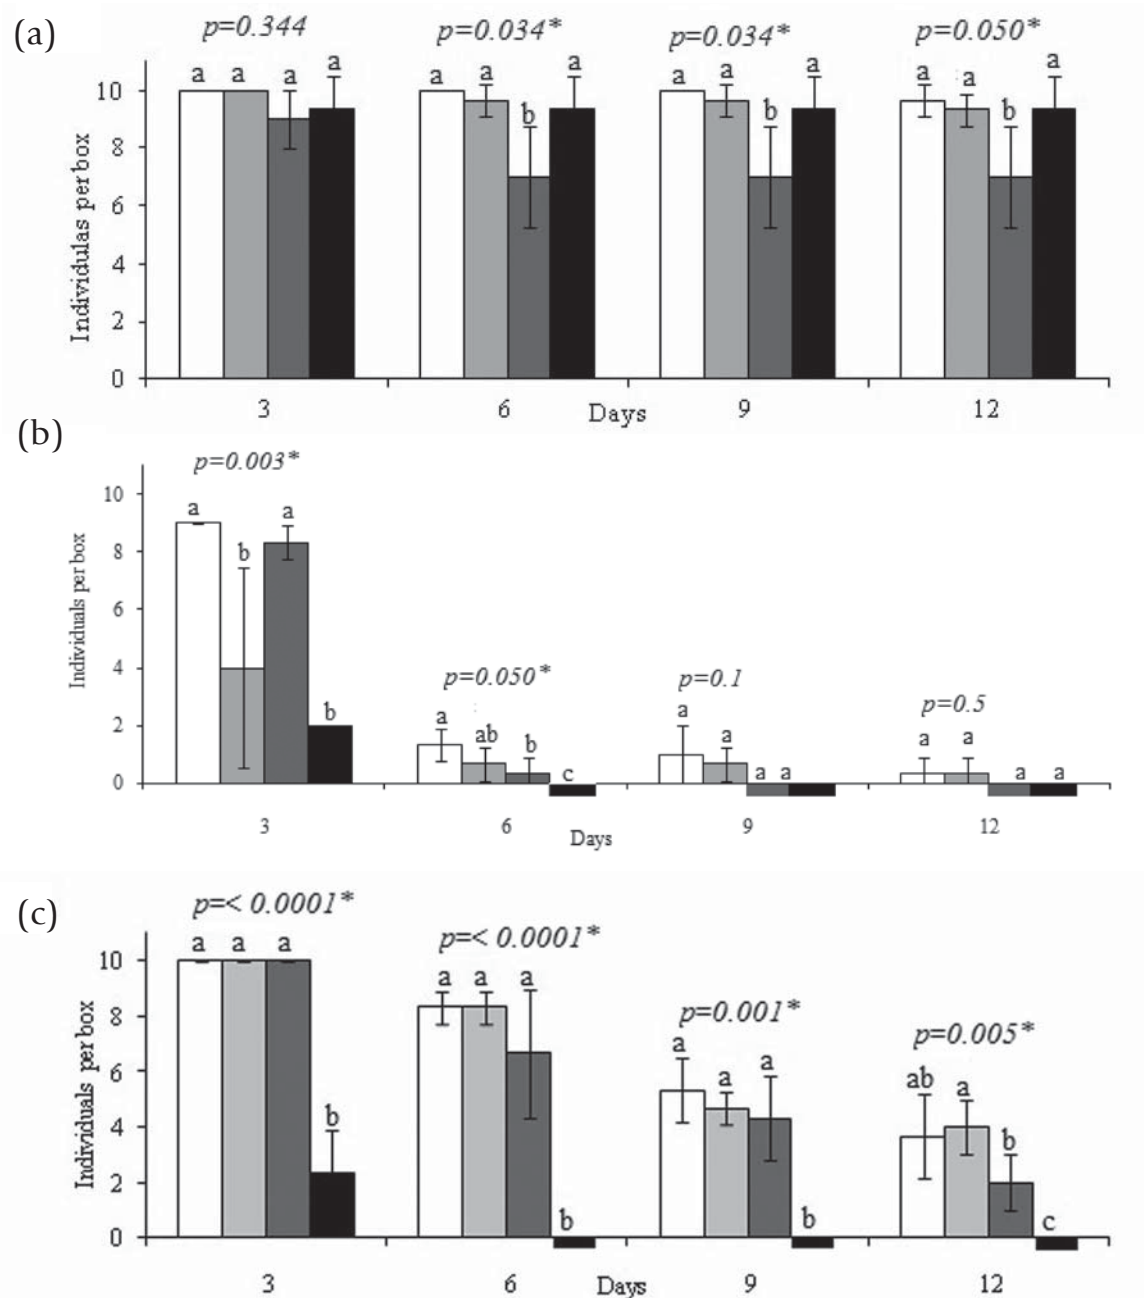 (a)
p=0.344 p=0.034* p=0.034* p=0.050*
a a a a a a b a a a b a a a b a
Individulas per box
10
8
6
4
2
0
3 6 9 12
Days
(b)
p=0.003*
p=0.050* p=0.1 p=0.5
a b a b a ab b c a a a a a a a a
Individuals per box
10
8
6
4
2
0
3 6 9 12
Days
(c)
p=< 0.0001* p=< 0.0001* p=0.001* p=0.005*
a a a b a a a b a a a b ab a b c
Individuals per box
10
8
6
4
2
0
3 6 9 12
Days